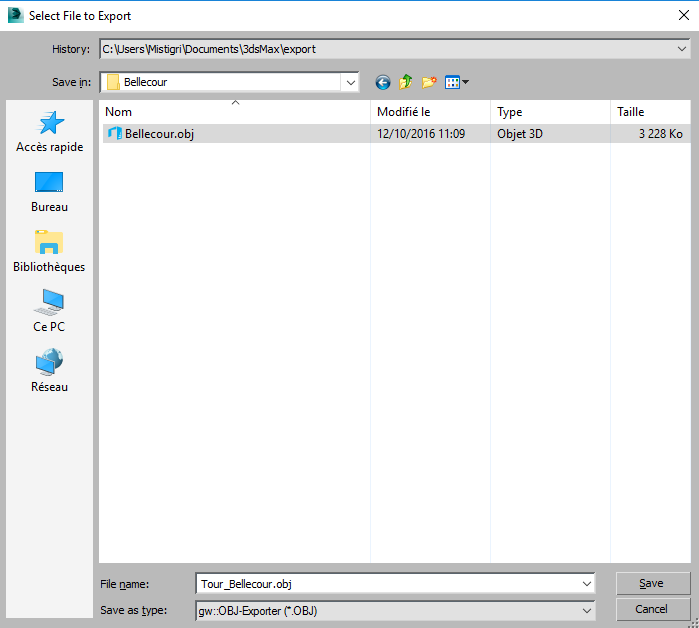 Select File to Export
History: C:\Users\Mistigri\Documents\3dsMax\export
Save in: Bellecour
Nom Modifié le Type Taille
Bellecour.obj 12/10/2016 11:09 Objet 3D 3 228 Ko
Accès rapide
Bureau
Bibliothèques
Ce PC
Réseau
File name: Tour_Bellecour.obj Save
Save as type: gw::OBJ-Exporter (*.OBJ) Cancel